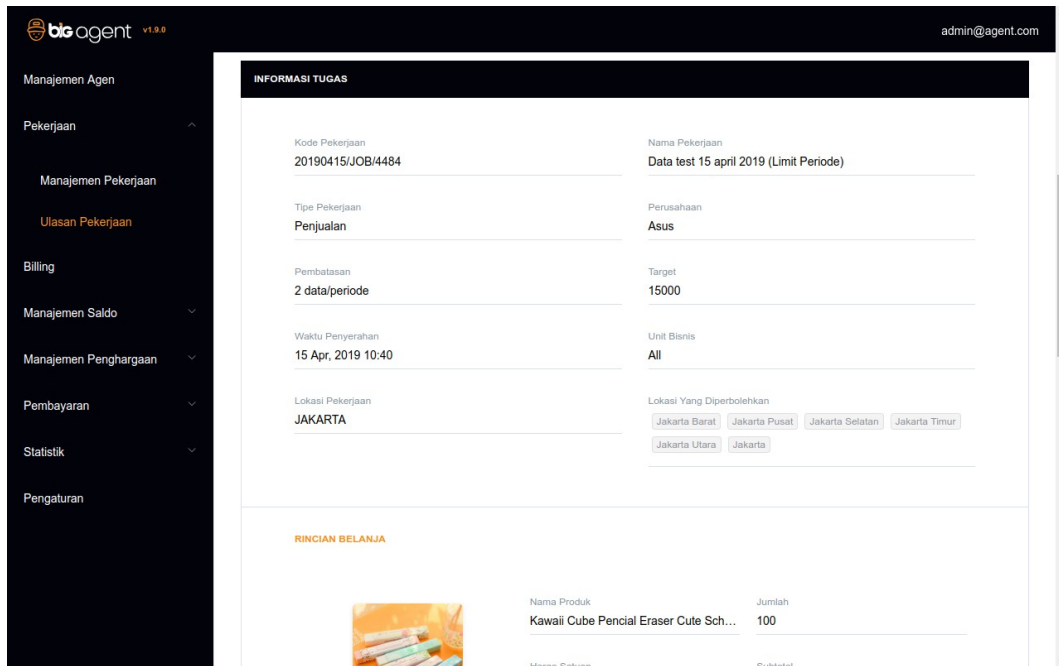 big agent v1.9.0
admin@agent.com
Manajemen Agen
Pekerjaan
Manajemen Pekerjaan
Ulasan Pekerjaan
Billing
Manajemen Saldo
Manajemen Penghargaan
Pembayaran
Statistik
Pengaturan
INFORMASI TUGAS
Kode Pekerjaan
20190415/JOB/4484
Nama Pekerjaan
Data test 15 april 2019 (Limit Periode)
Tipe Pekerjaan
Penjualan
Perusahaan
Asus
Pembatasan
2 data/periode
Target
15000
Waktu Penyerahan
15 Apr, 2019 10:40
Unit Bisnis
All
Lokasi Pekerjaan
JAKARTA
Lokasi Yang Diperbolehkan
Jakarta Barat Jakarta Pusat Jakarta Selatan Jakarta Timur
Jakarta Utara Jakarta
RINCIAN BELANJA
Nama Produk
Kawaii Cube Pencial Eraser Cute Sch...
Jumlah
100
Harga Satuan
Subtotal